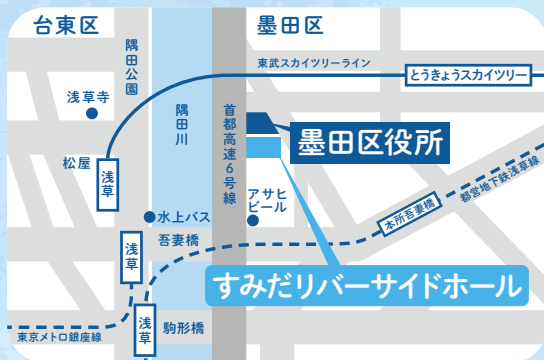 台東区
墨田区
隅田公園
東武スカイツリーライン
とうきょうスカイツリー
浅草寺
隅田川
首都高速6号線
墨田区役所
松屋
浅草
アサヒ
ビール
都営地下鉄浅草線
本所吾妻橋
水上バス
吾妻橋
浅草
すみだリバーサイドホール
浅草
駒形橋
東京メトロ銀座線